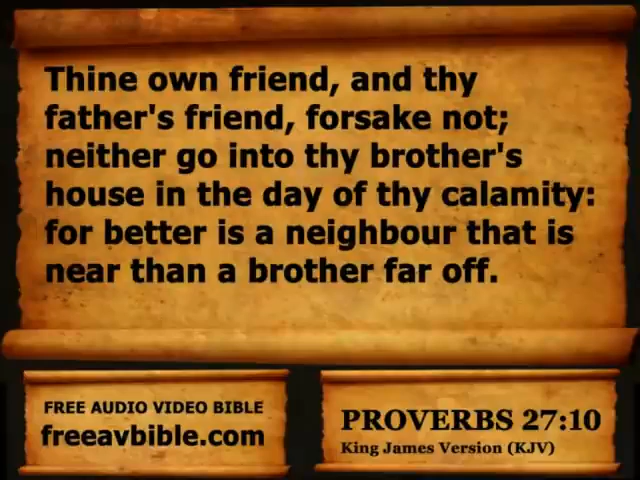 Thine own friend, and thy
father's friend, forsake not;
neither go into thy brother's
house in the day of thy calamity:
for better is a neighbour that is
near than a brother far off.
FREE AUDIO VIDEO BIBLE
freeavbible.com
PROVERBS 27:10
King James Version (KJV)